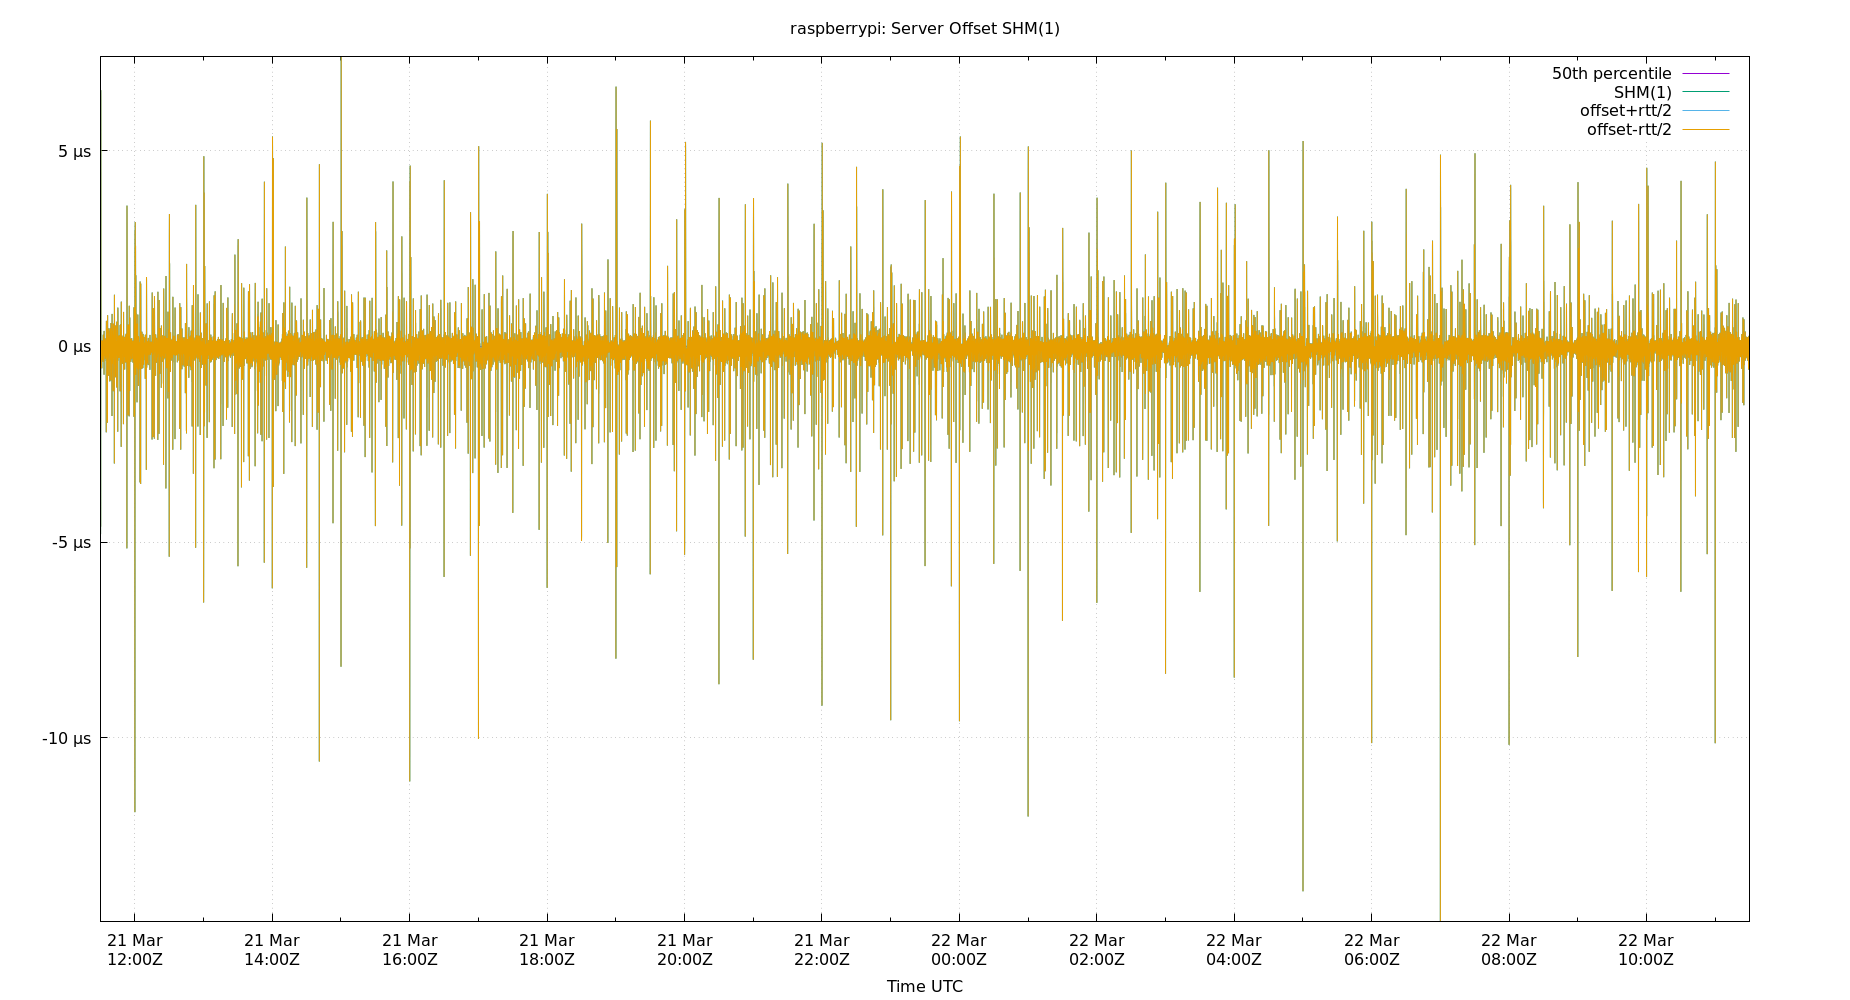 raspberrypi: Server Offset SHM(1)
50th percentile
SHM(1)
offset+rtt/2
offset-rtt/2
5 µs
0 µs
-5 µs
-10 µs
21 Mar 21 Mar 21 Mar 21 Mar 21 Mar 21 Mar 22 Mar 22 Mar 22 Mar 22 Mar 22 Mar 22 Mar
12:00Z 14:00Z 16:00Z 18:00Z 20:00Z 22:00Z 00:00Z 02:00Z 04:00Z 06:00Z 08:00Z 10:00Z
Time UTC